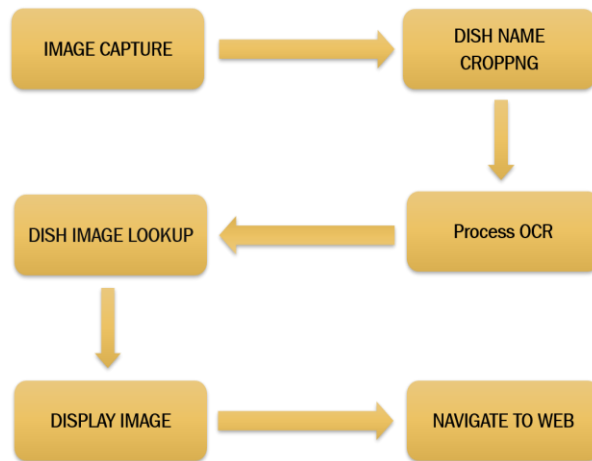 IMAGE CAPTURE
DISH NAME
CROPPNG
Process OCR
DISH IMAGE LOOKUP
DISPLAY IMAGE
NAVIGATE TO WEB